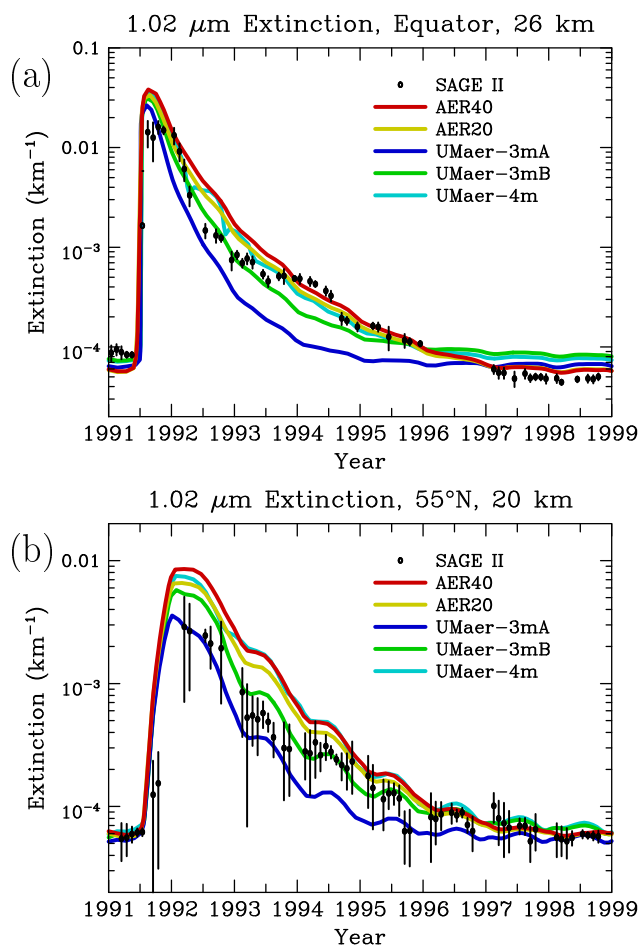 1.02 μm Extinction, Equator, 26 km
(a)
0.1
0.01
10⁻³
10⁻⁴
Extinction (km⁻¹)
SAGE II
AER40
AER20
UMaer−3mA
UMaer−3mB
UMaer−4m
1991 1992 1993 1994 1995 1996 1997 1998 1999
Year
1.02 μm Extinction, 55°N, 20 km
(b)
0.01
10⁻³
10⁻⁴
Extinction (km⁻¹)
SAGE II
AER40
AER20
UMaer−3mA
UMaer−3mB
UMaer−4m
1991 1992 1993 1994 1995 1996 1997 1998 1999
Year